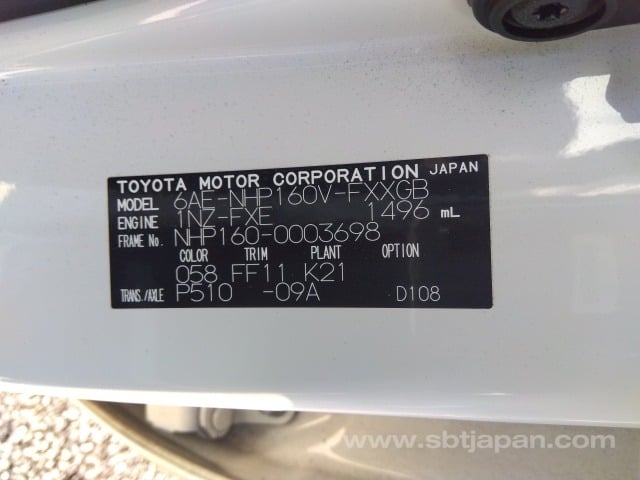 TOYOTA MOTOR CORPORATION JAPAN
MODEL 6AE-NHP160V-FXXGB
ENGINE 1NZ-FXE 1496 mL
FRAME No. NHP160-0003698
COLOR TRIM PLANT OPTION
058 FF11 K21
TRANS./AXLE P510 -09A D108
www.sbtjapan.com